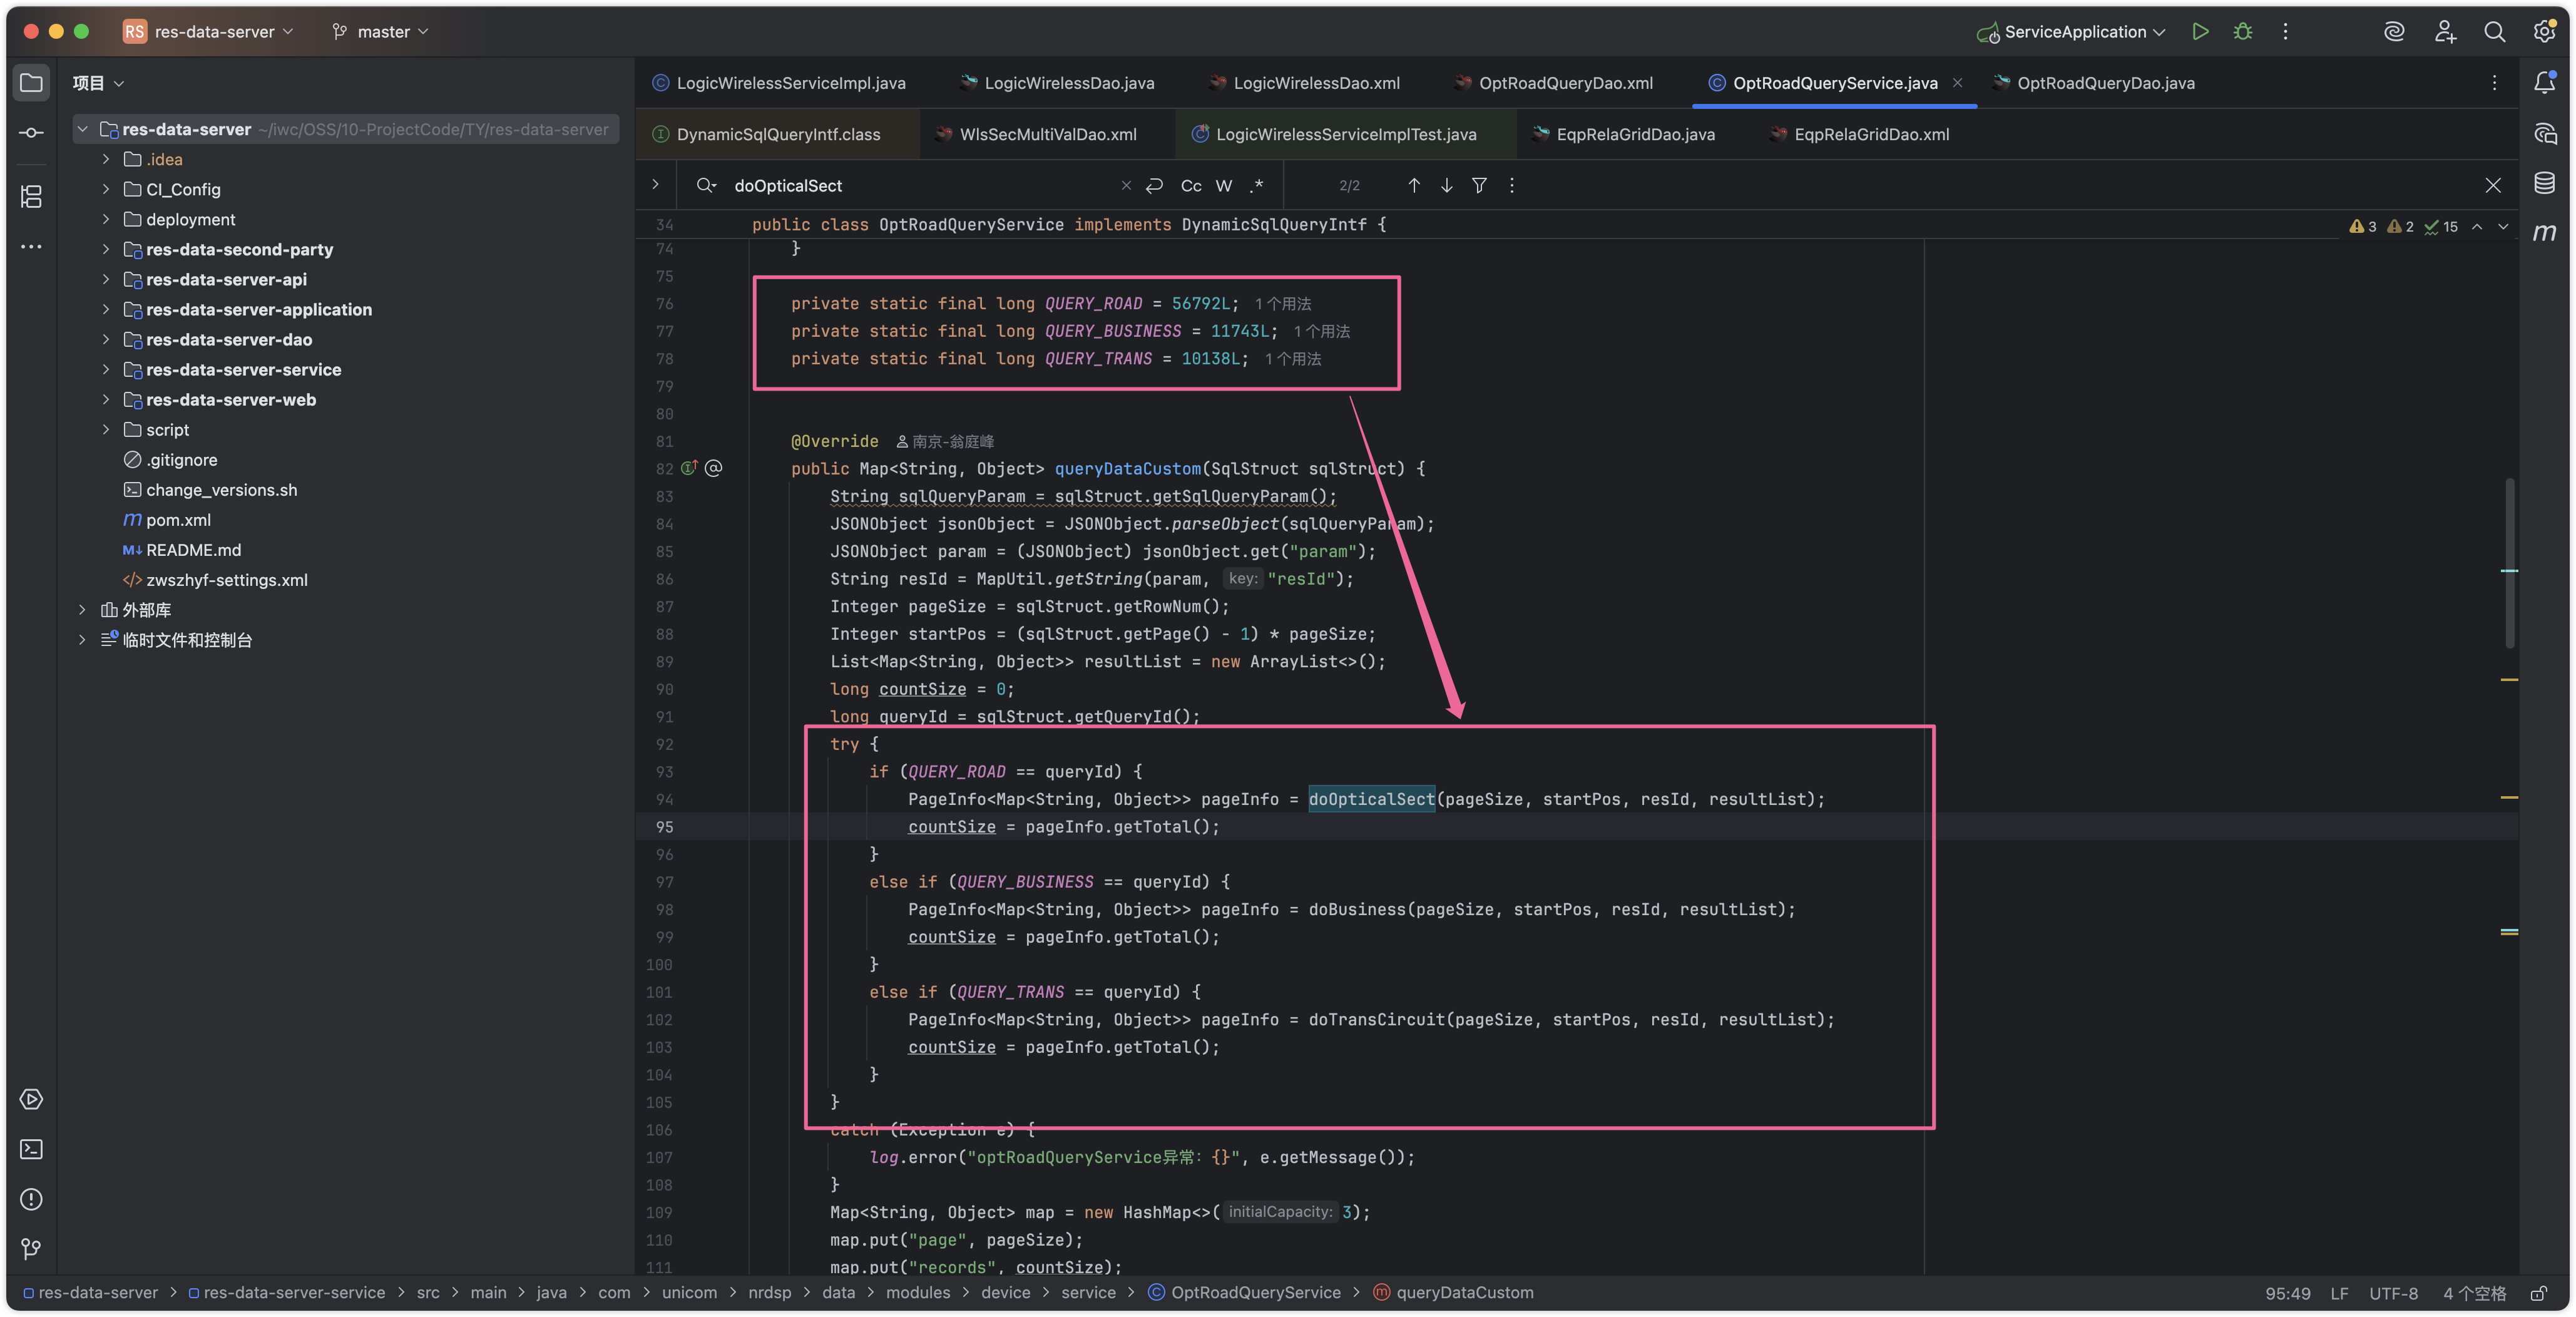 RS res-data-server master ServiceApplication
项目
LogicWirelessServiceImpl.java LogicWirelessDao.java LogicWirelessDao.xml OptRoadQueryDao.xml OptRoadQueryService.java OptRoadQueryDao.java
DynamicSqlQueryIntf.class WlsSecMultiValDao.xml LogicWirelessServiceImplTest.java EqpRelaGridDao.java EqpRelaGridDao.xml
doOpticalSect Cc W .* 2/2
res-data-server ~/iwc/OSS/10-ProjectCode/TY/res-data-server
.idea
CI_Config
deployment
res-data-second-party
res-data-server-api
res-data-server-application
res-data-server-dao
res-data-server-service
res-data-server-web
script
.gitignore
change_versions.sh
m pom.xml
M↓ README.md
</> zwszhyf-settings.xml
外部库
临时文件和控制台
34 public class OptRoadQueryService implements DynamicSqlQueryIntf { 3 2 15
74 }
75
76 private static final long QUERY_ROAD = 56792L; 1个用法
77 private static final long QUERY_BUSINESS = 11743L; 1个用法
78 private static final long QUERY_TRANS = 10138L; 1个用法
79
80
81 @Override 南京-翁庭峰
82 public Map<String, Object> queryDataCustom(SqlStruct sqlStruct) {
83 String sqlQueryParam = sqlStruct.getSqlQueryParam();
84 JSONObject jsonObject = JSONObject.parseObject(sqlQueryParam);
85 JSONObject param = (JSONObject) jsonObject.get("param");
86 String resId = MapUtil.getString(param, key: "resId");
87 Integer pageSize = sqlStruct.getRowNum();
88 Integer startPos = (sqlStruct.getPage() - 1) * pageSize;
89 List<Map<String, Object>> resultList = new ArrayList<>();
90 long countSize = 0;
91 long queryId = sqlStruct.getQueryId();
92 try {
93 if (QUERY_ROAD == queryId) {
94 PageInfo<Map<String, Object>> pageInfo = doOpticalSect(pageSize, startPos, resId, resultList);
95 countSize = pageInfo.getTotal();
96 }
97 else if (QUERY_BUSINESS == queryId) {
98 PageInfo<Map<String, Object>> pageInfo = doBusiness(pageSize, startPos, resId, resultList);
99 countSize = pageInfo.getTotal();
100 }
101 else if (QUERY_TRANS == queryId) {
102 PageInfo<Map<String, Object>> pageInfo = doTransCircuit(pageSize, startPos, resId, resultList);
103 countSize = pageInfo.getTotal();
104 }
105 }
106 catch (Exception e) {
107 log.error("optRoadQueryService异常: {}", e.getMessage());
108 }
109 Map<String, Object> map = new HashMap<>( initialCapacity: 3);
110 map.put("page", pageSize);
111 map.put("records", countSize);
res-data-server > res-data-server-service > src > main > java > com > unicom > nrdsp > data > modules > device > service > OptRoadQueryService > queryDataCustom 95:49 LF UTF-8 4 个空格